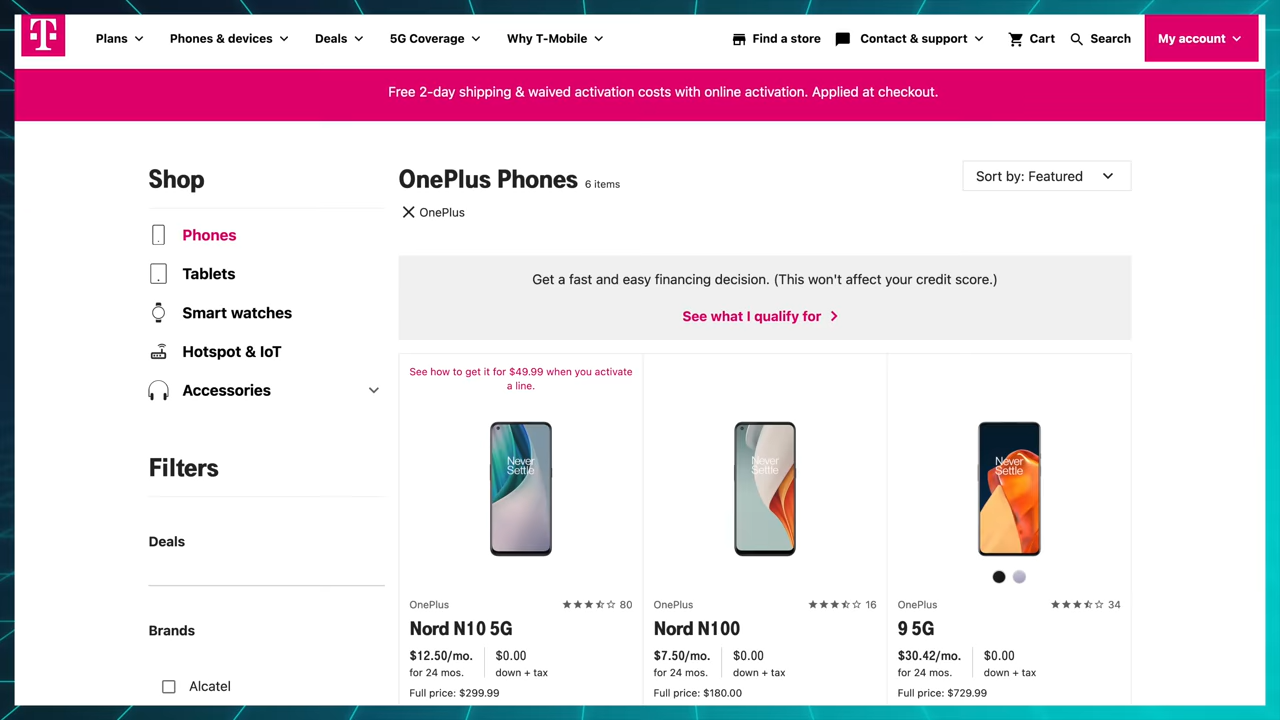 T
Plans
Phones & devices
Deals
5G Coverage
Why T-Mobile
Find a store
Contact & support
Cart
Search
My account
Free 2-day shipping & waived activation costs with online activation. Applied at checkout.
Shop
Phones
Tablets
Smart watches
Hotspot & IoT
Accessories
Filters
Deals
Brands
Alcatel
OnePlus Phones 6 items
Sort by: Featured
OnePlus
Get a fast and easy financing decision. (This won't affect your credit score.)
See what I qualify for
See how to get it for $49.99 when you activate
a line.
Never
Settle
OnePlus 80
Nord N10 5G
$12.50/mo. $0.00
for 24 mos. down + tax
Full price: $299.99
Never
Settle
OnePlus 16
Nord N100
$7.50/mo. $0.00
for 24 mos. down + tax
Full price: $180.00
Never
Settle
OnePlus 34
9 5G
$30.42/mo. $0.00
for 24 mos. down + tax
Full price: $729.99